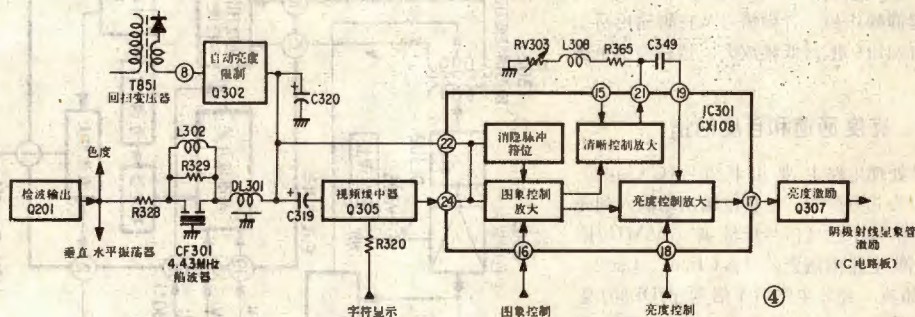 T851
回扫变压器
8
自动亮度
限制
Q302
C320
RV303
L308
R365
C349
15
21
19
IC301
CX108
22
消隐脉冲
箝位
清晰控制放大
色度
L302
R329
检波输出
Q201
R328
DL301
C319
视频缓冲器
Q305
24
图象控制
放大
亮度控制放大
17
亮度激励
Q307
垂直 水平振荡器
CF301
4.43MHz
陷波器
R320
16
18
阴极射线显象管
激励
(C电路板)
字符显示
图象控制
亮度控制
④